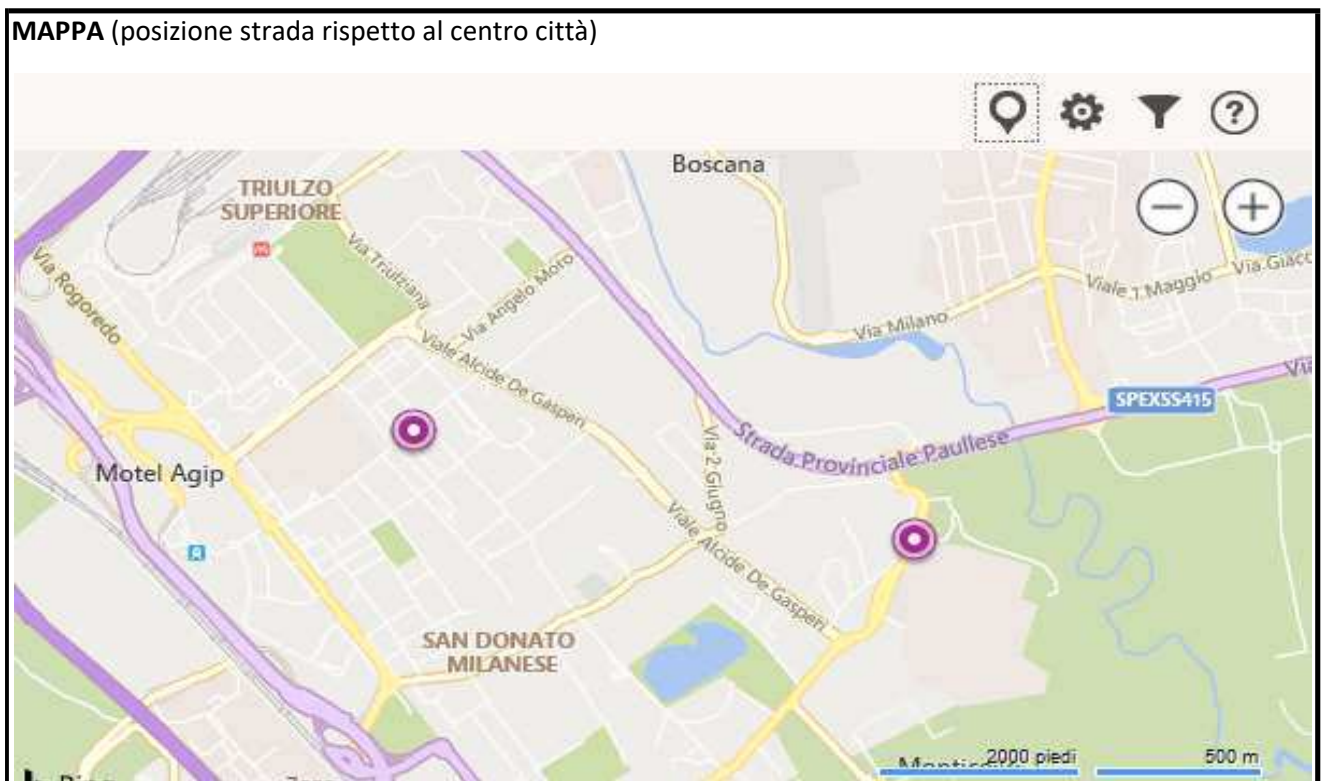 MAPPA (posizione strada rispetto al centro città)
?
Boscana
TRIULZO
SUPERIORE
Via Rogoredo
Via Triulziana
Via Angelo Moro
Viale Alcide De Gasperi
Via Milano
Viale 1 Maggio
Via Giacc
SPEXSS415
Strada Provinciale Paullese
Via 2 Giugno
Motel Agip
Viale Alcide De Gasperi
SAN DONATO
MILANESE
2000 piedi
500 m